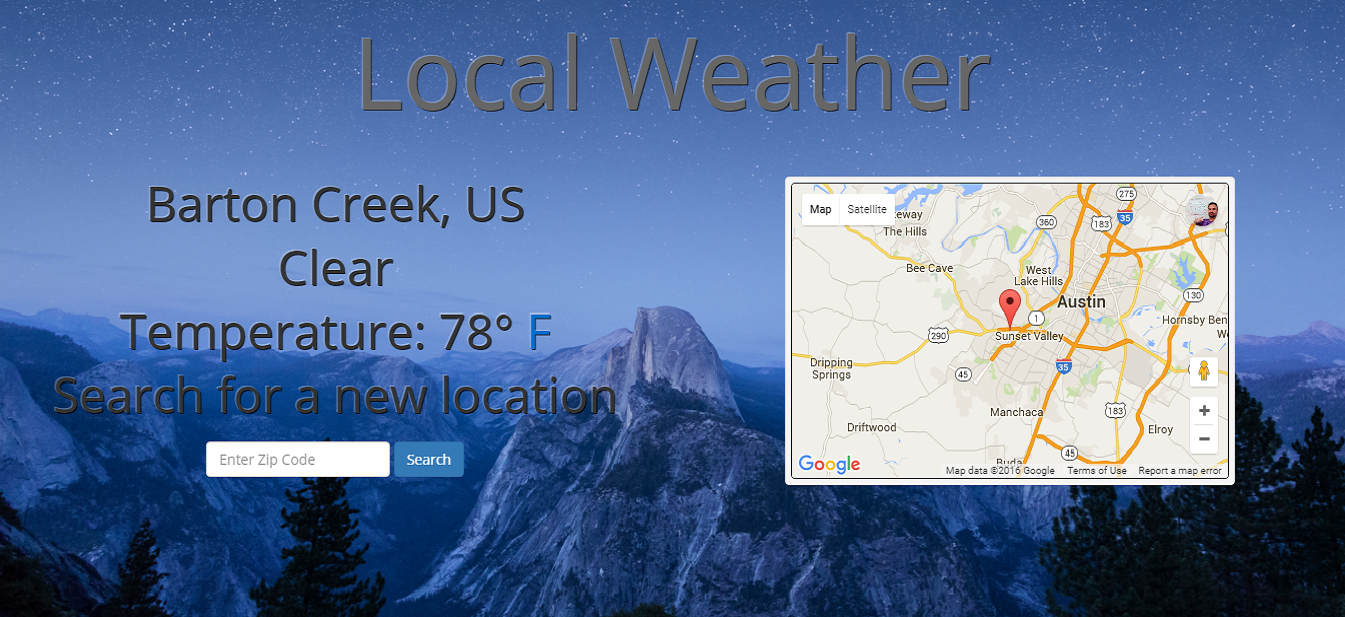 Local Weather
Barton Creek, US
Clear
Temperature: 78° F
Search for a new location
Enter Zip Code
Search
Map
Satellite
eway
The Hills
Bee Cave
West
Lake Hills
Austin
Sunset Valley
Hornsby Ben
We
Dripping
Springs
Manchaca
Driftwood
Elroy
Buda
275
35
183
360
130
1
290
45
35
183
45
+
−
Google
Map data ©2016 Google
Terms of Use
Report a map error